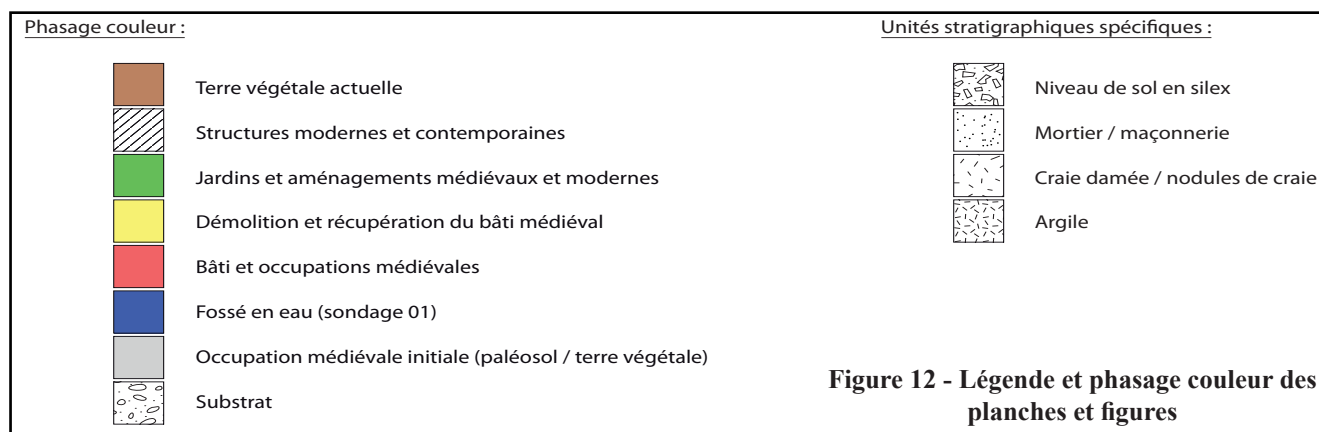 Phasage couleur :
Terre végétale actuelle
Structures modernes et contemporaines
Jardins et aménagements médiévaux et modernes
Démolition et récupération du bâti médiéval
Bâti et occupations médiévales
Fossé en eau (sondage 01)
Occupation médiévale initiale (paléosol / terre végétale)
Substrat
Unités stratigraphiques spécifiques :
Niveau de sol en silex
Mortier / maçonnerie
Craie damée / nodules de craie
Argile
Figure 12 - Légende et phasage couleur des
planches et figures